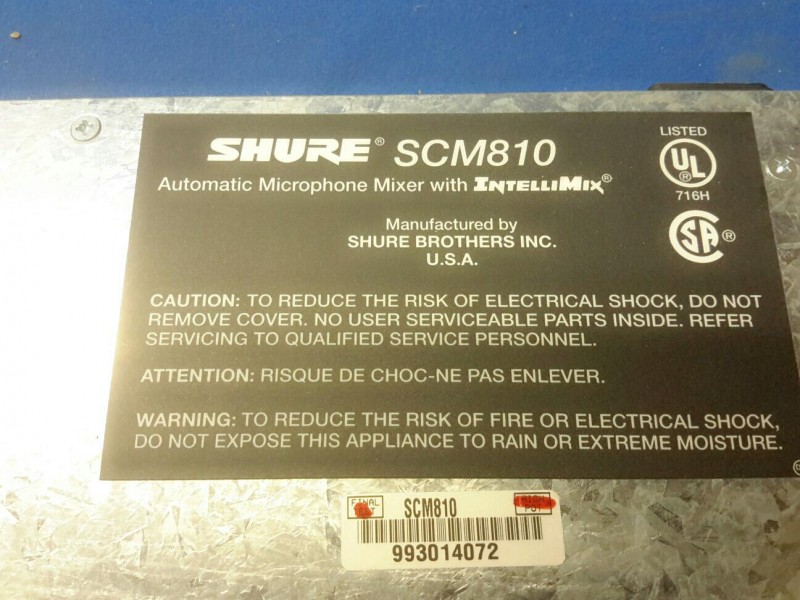 SHURE® SCM810
Automatic Microphone Mixer with INTELLIMIX®
LISTED
UL®
716H
SA ®
Manufactured by
SHURE BROTHERS INC.
U.S.A.
CAUTION: TO REDUCE THE RISK OF ELECTRICAL SHOCK, DO NOT
REMOVE COVER. NO USER SERVICEABLE PARTS INSIDE. REFER
SERVICING TO QUALIFIED SERVICE PERSONNEL.
ATTENTION: RISQUE DE CHOC-NE PAS ENLEVER.
WARNING: TO REDUCE THE RISK OF FIRE OR ELECTRICAL SHOCK,
DO NOT EXPOSE THIS APPLIANCE TO RAIN OR EXTREME MOISTURE.
FINAL
SCM810
POT
993014072